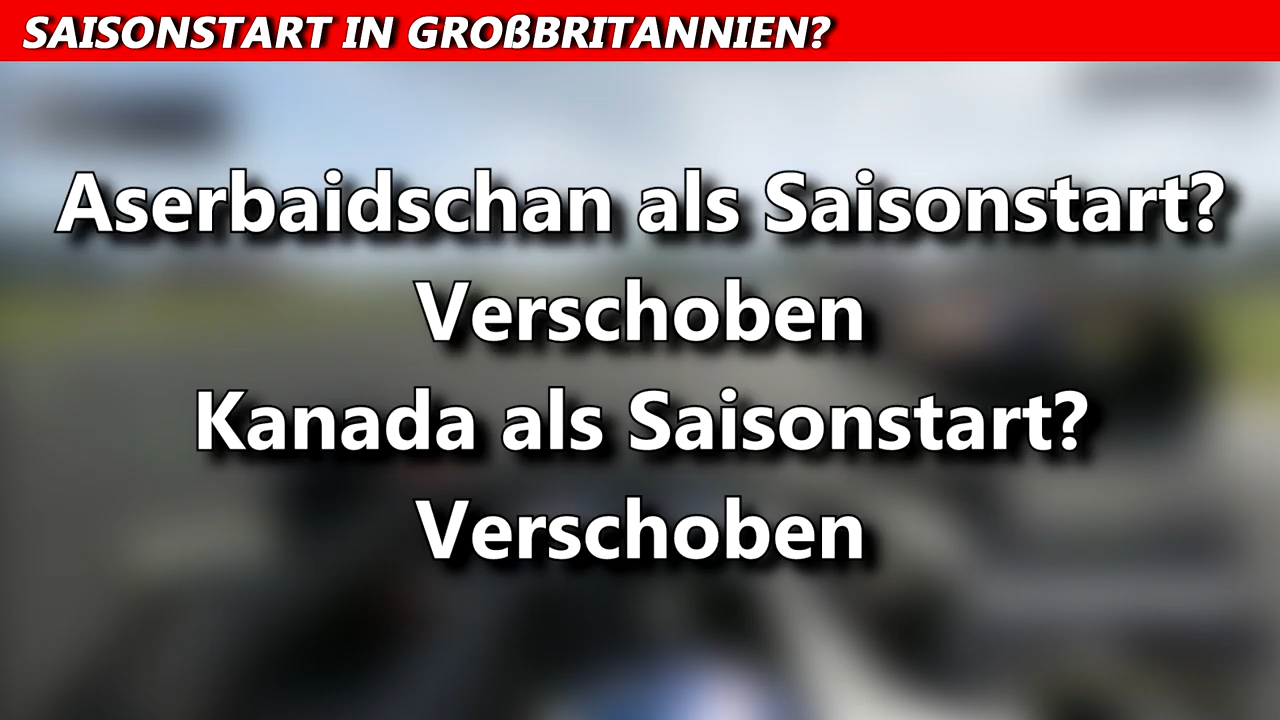 SAISONSTART IN GROßBRITANNIEN?
Aserbaidschan als Saisonstart?
Verschoben
Kanada als Saisonstart?
Verschoben